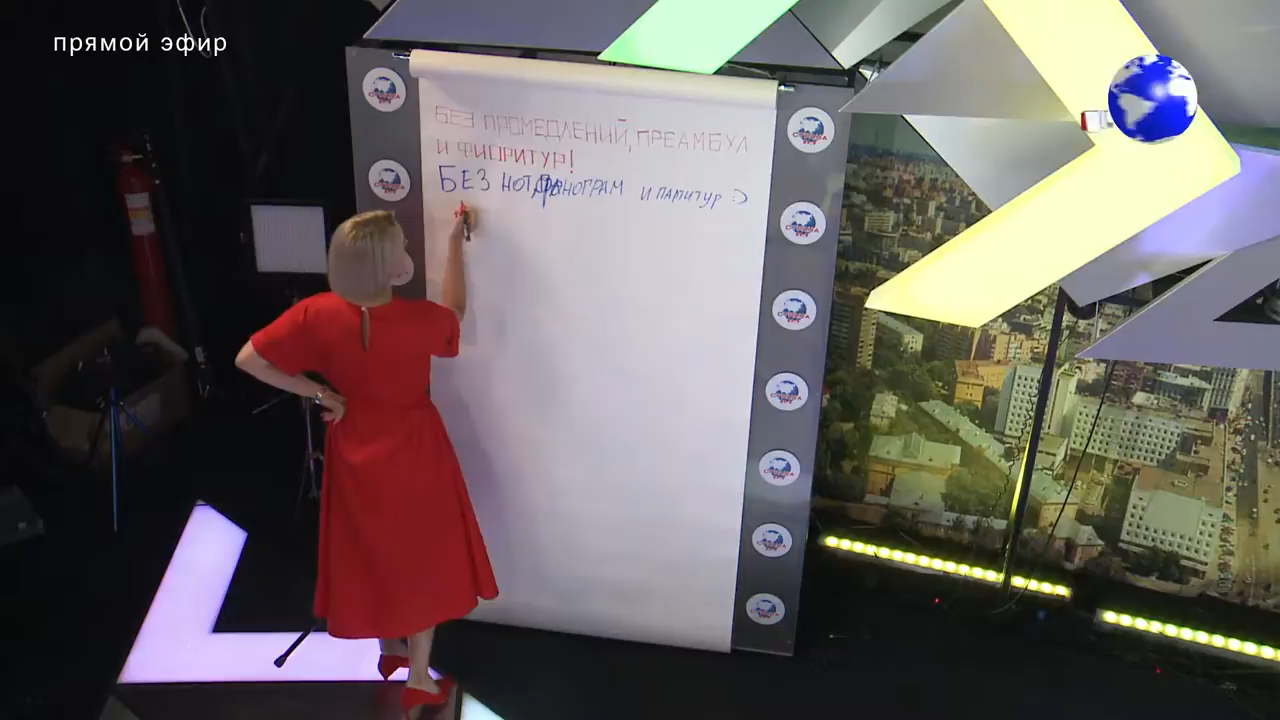 прямой эфир
БЕЗ ПРОМЕДЛЕНИЙ, ПРЕАМБУЛ
И ФИОРИТУР!
БЕЗ НОТ, ФОНОГРАМ И ПАРТИТУР :)